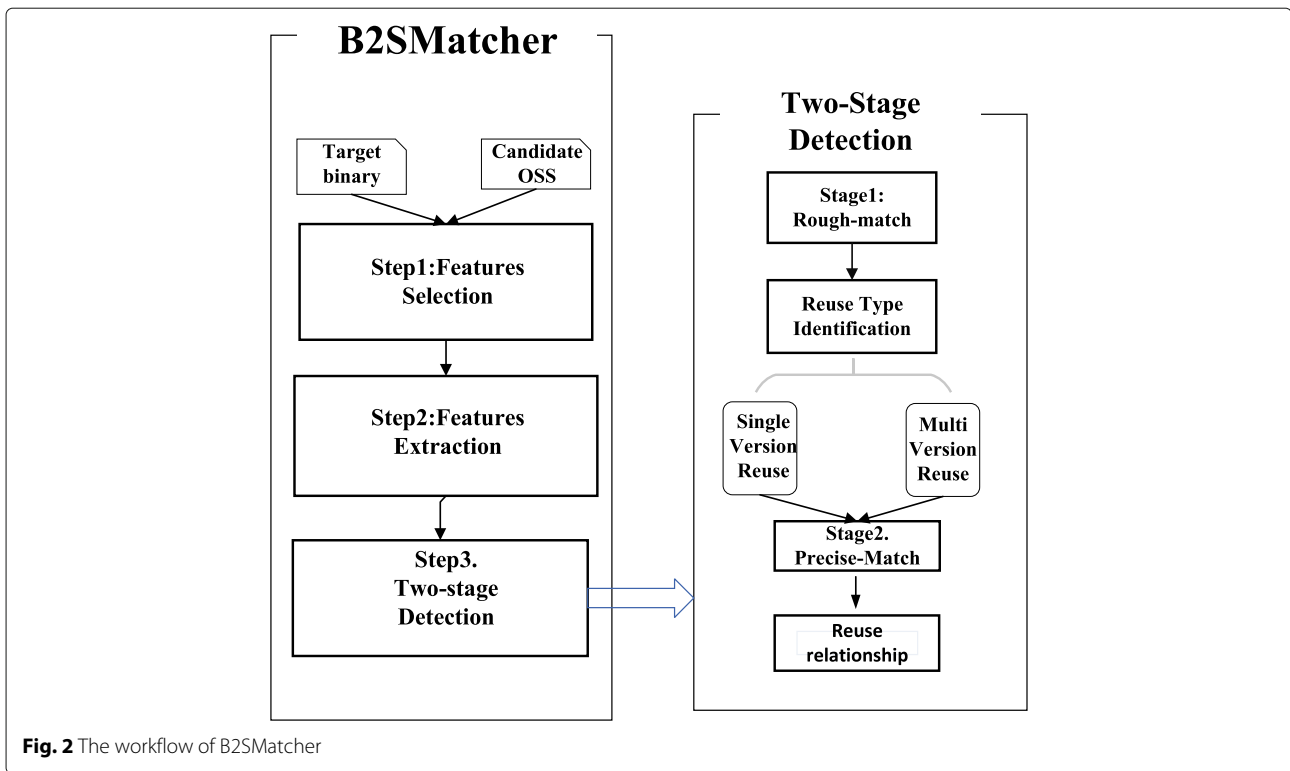 B2SMatcher
Target
binary
Candidate
OSS
Step1:Features
Selection
Step2:Features
Extraction
Step3.
Two-stage
Detection
Two-Stage
Detection
Stage1:
Rough-match
Reuse Type
Identification
Single
Version
Reuse
Multi
Version
Reuse
Stage2.
Precise-Match
Reuse
relationship
Fig. 2 The workflow of B2SMatcher